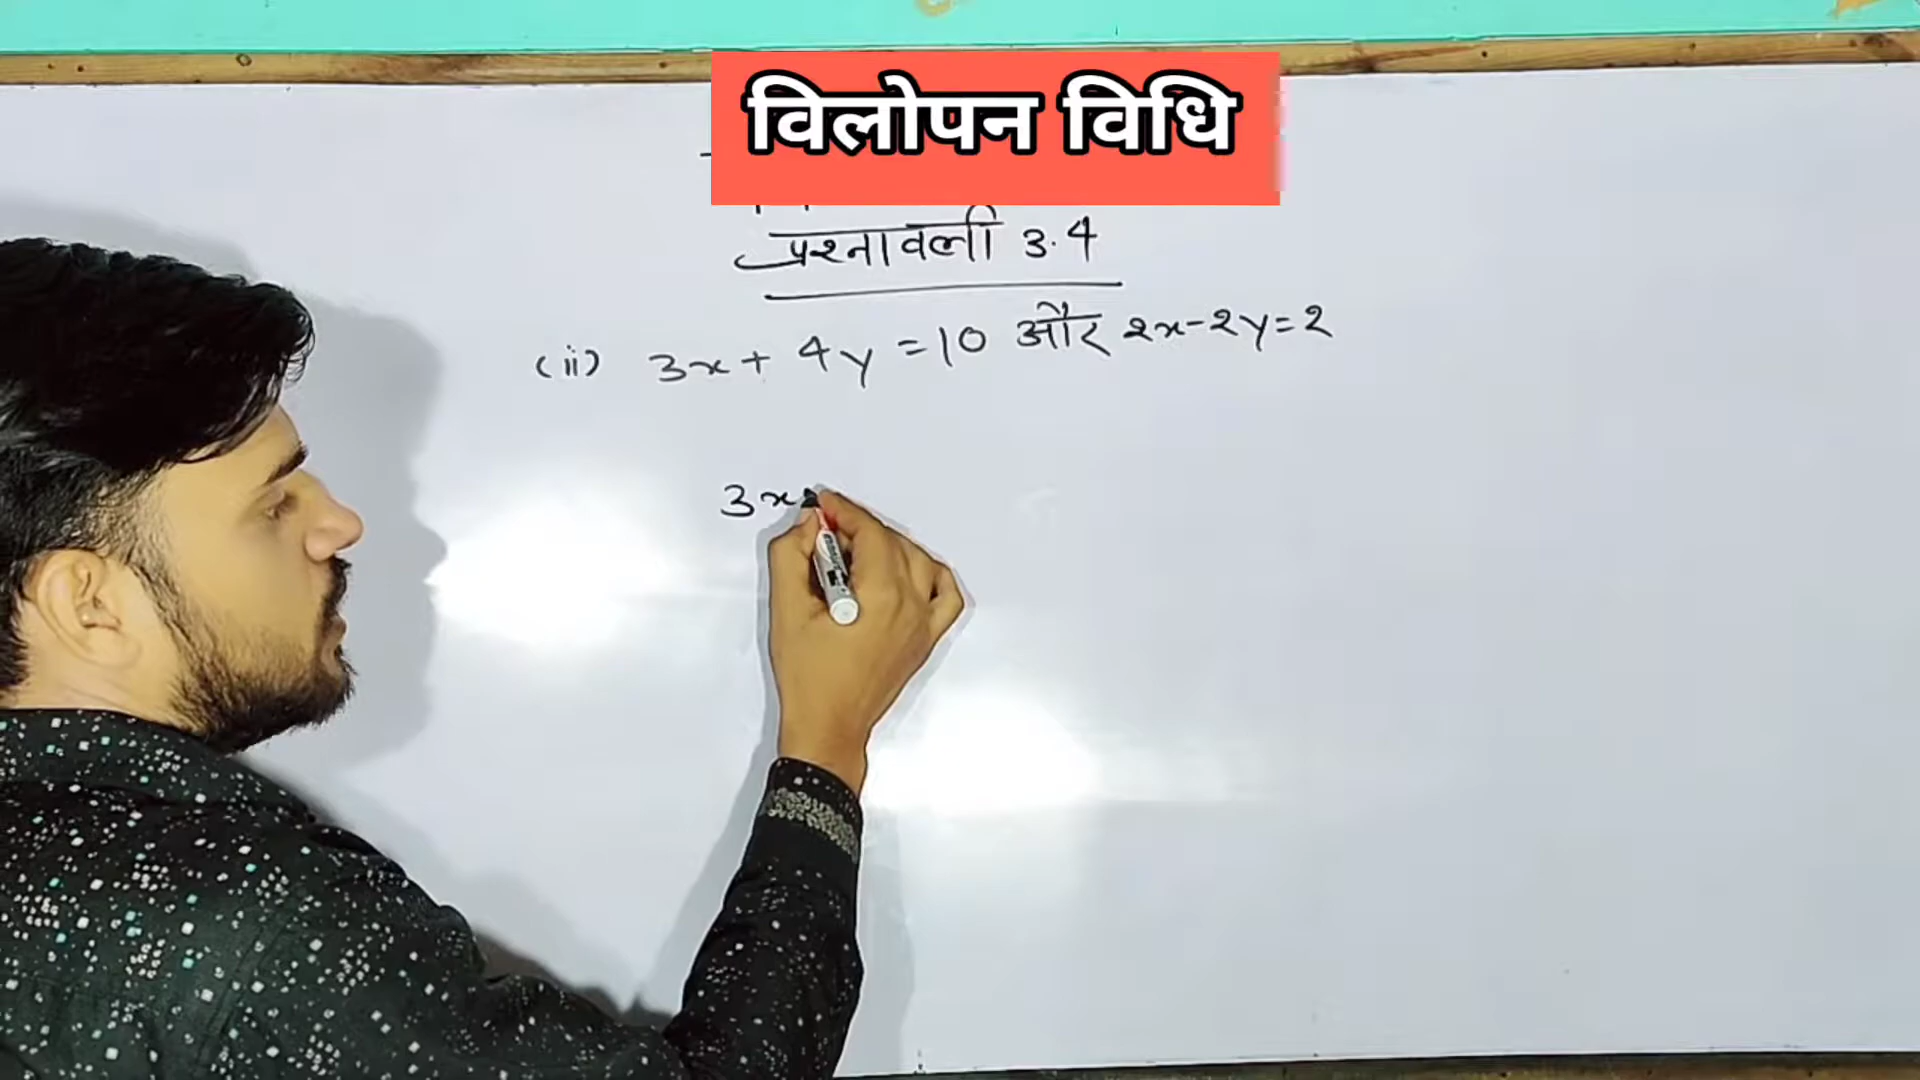 विलोपन विधि
प्रश्नावली 3.4
(ii) 3x + 4y = 10 और 2x-2y=2
3x